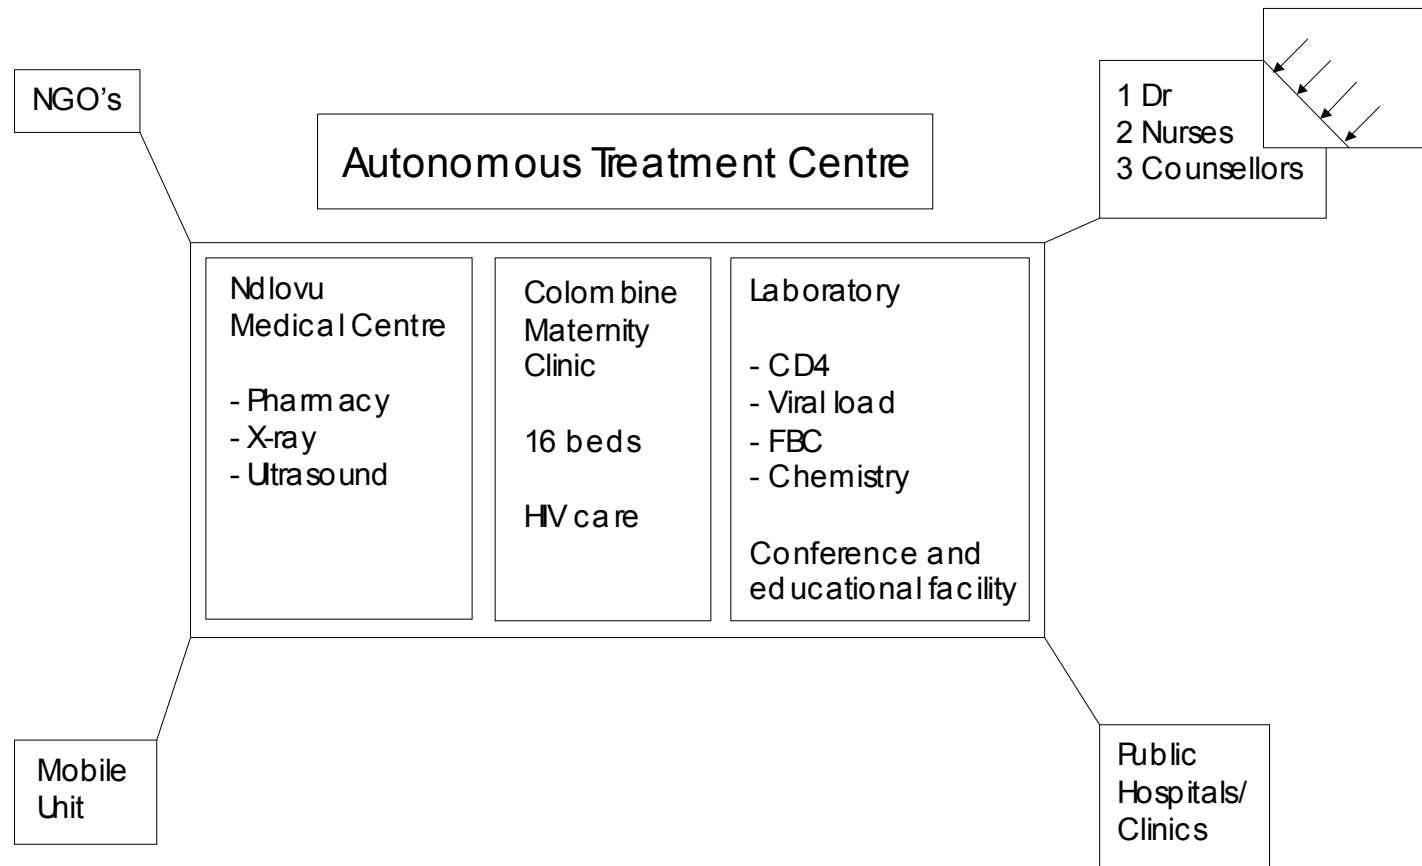 NGO's
Autonomous Treatment Centre
1 Dr
2 Nurses
3 Counsellors
Ndlovu
Medical Centre
- Pharmacy
- X-ray
- Ultrasound
Colombine
Maternity
Clinic
16 beds
HIV care
Laboratory
- CD4
- Viral load
- FBC
- Chemistry
Conference and
educational facility
Mobile
Unit
Public
Hospitals/
Clinics